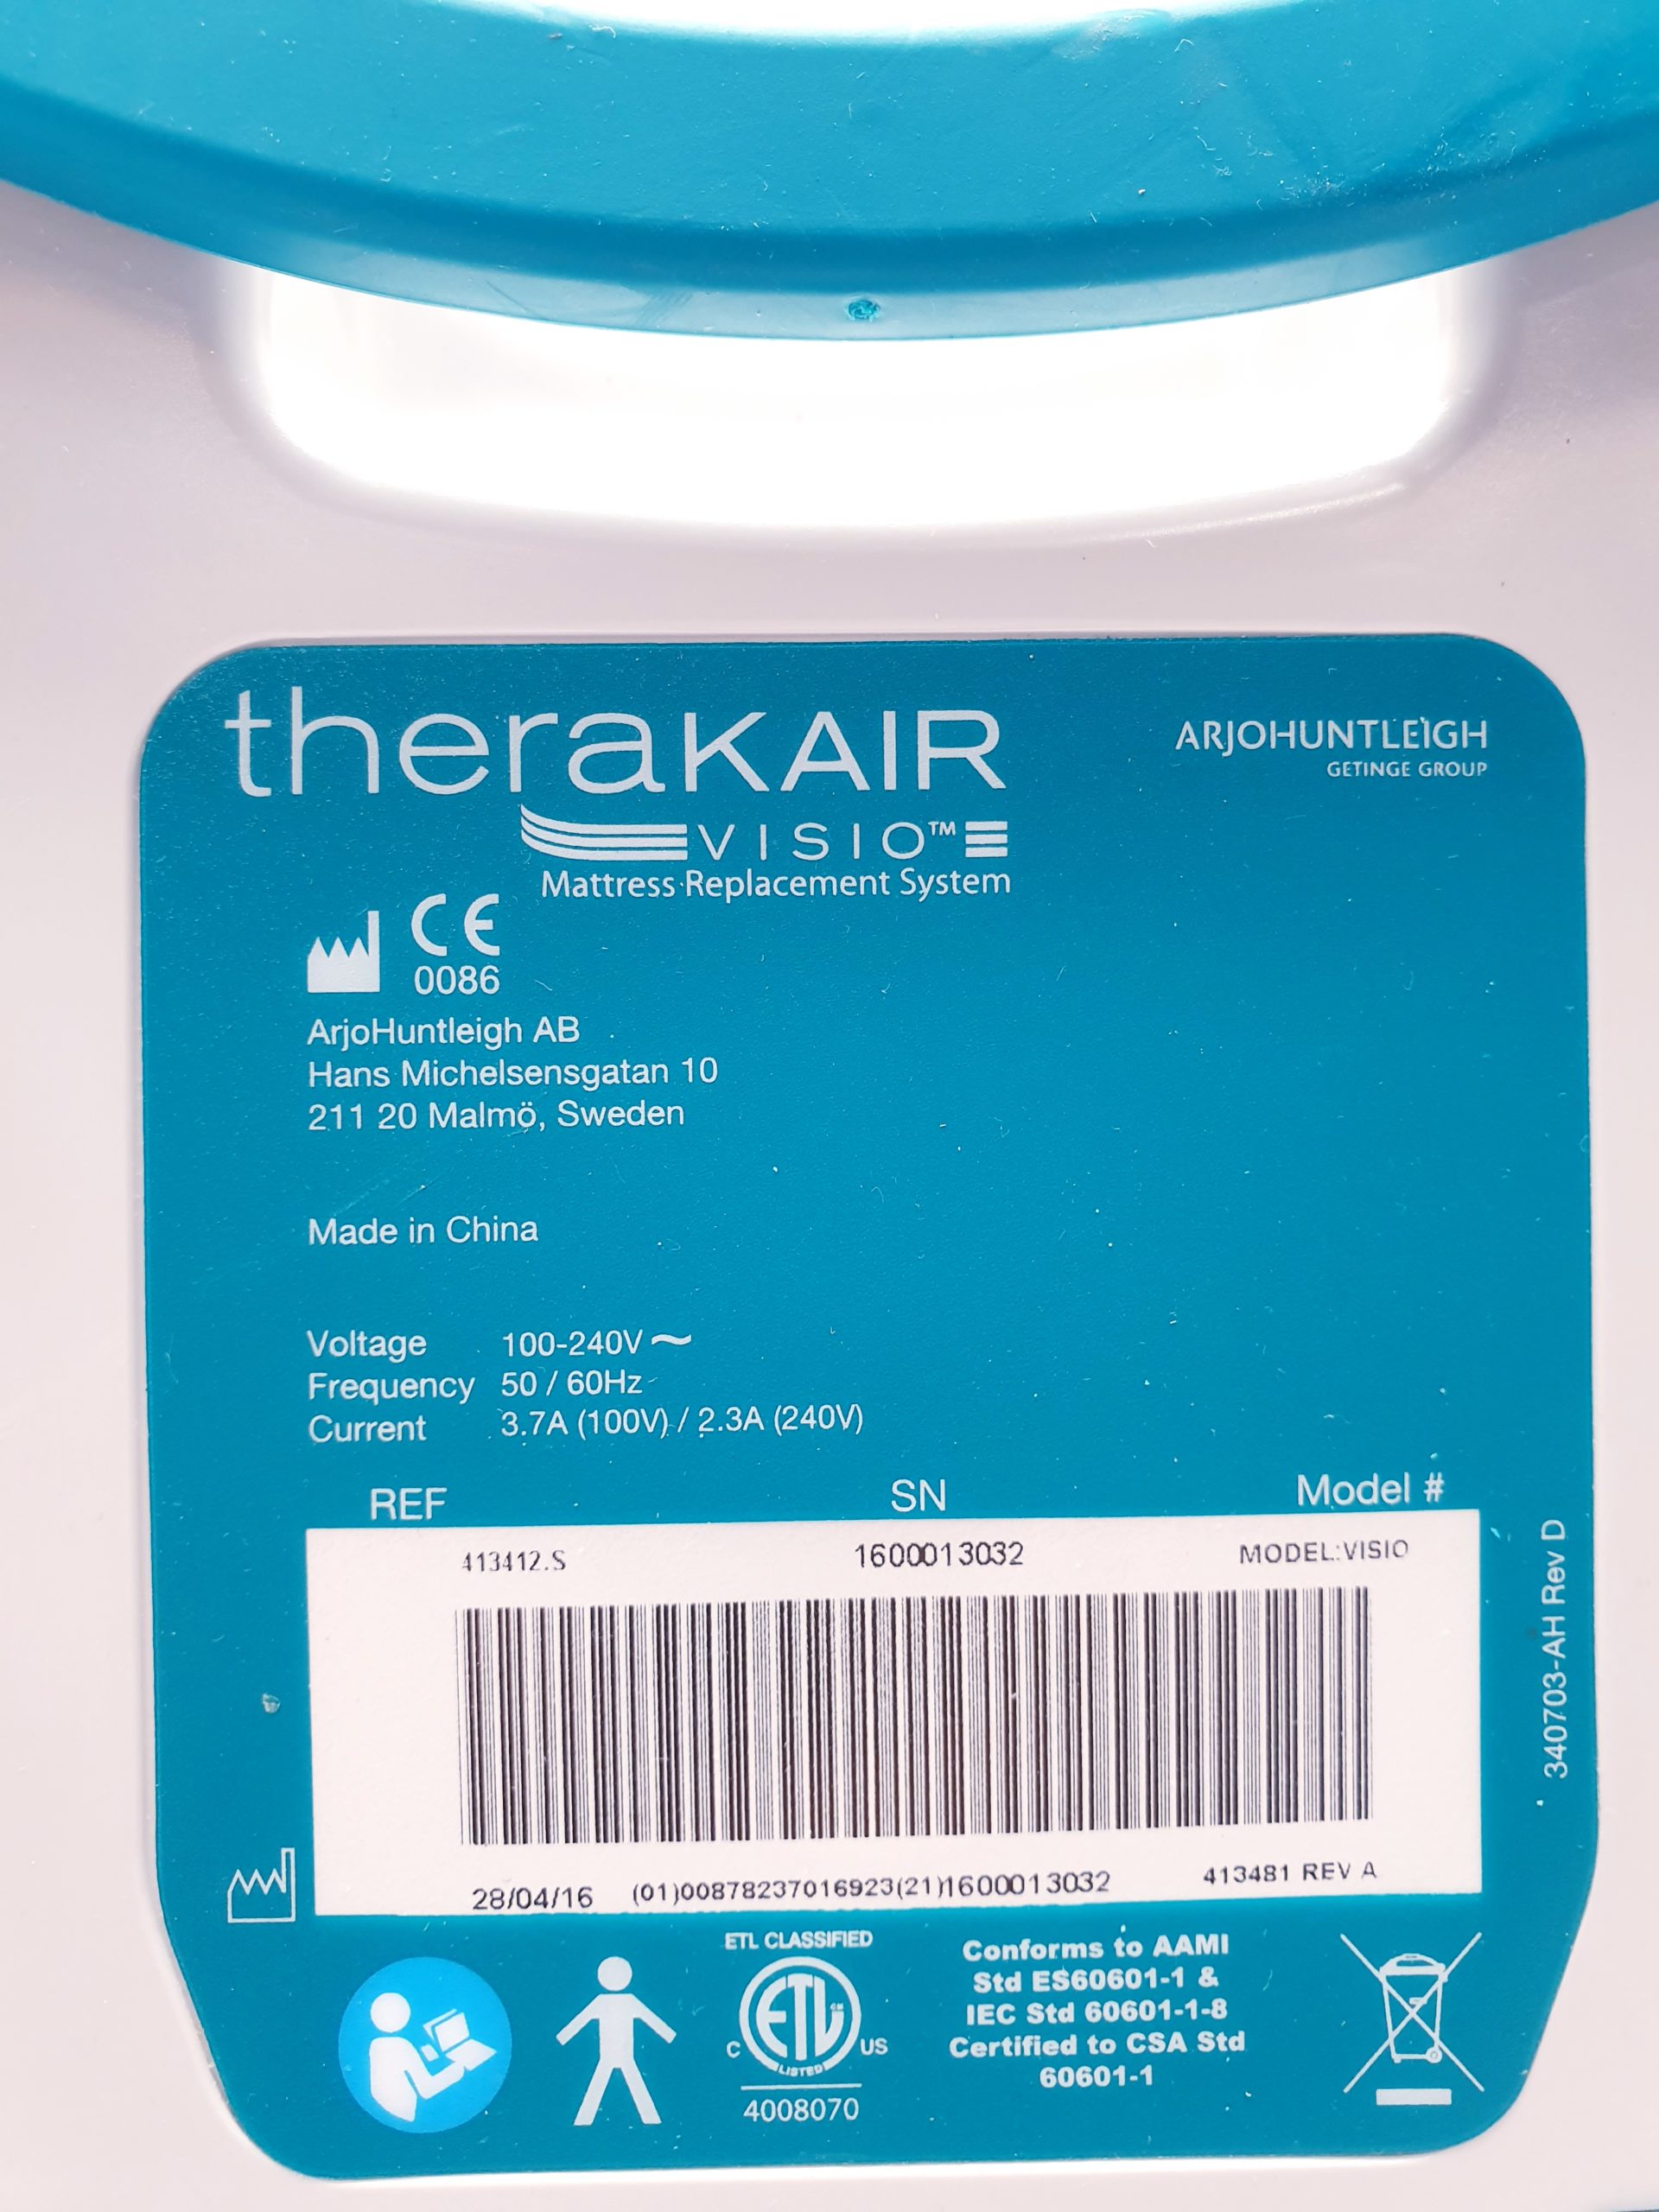 theraKAIR
VISIO™
Mattress Replacement System
ARJOHUNTLEIGH
GETINGE GROUP
CE
0086
ArjoHuntleigh AB
Hans Michelsensgatan 10
211 20 Malmö, Sweden
Made in China
Voltage 100-240V ~
Frequency 50 / 60Hz
Current 3.7A (100V) / 2.3A (240V)
REF SN Model #
413412.S 1600013032 MODEL:VISIO
28/04/16 (01)00878237016923(21)1600013032 413481 REV A
340703-AH Rev D
ETL CLASSIFIED
ETL CM
C LISTED US
4008070
Conforms to AAMI
Std ES60601-1 &
IEC Std 60601-1-8
Certified to CSA Std
60601-1